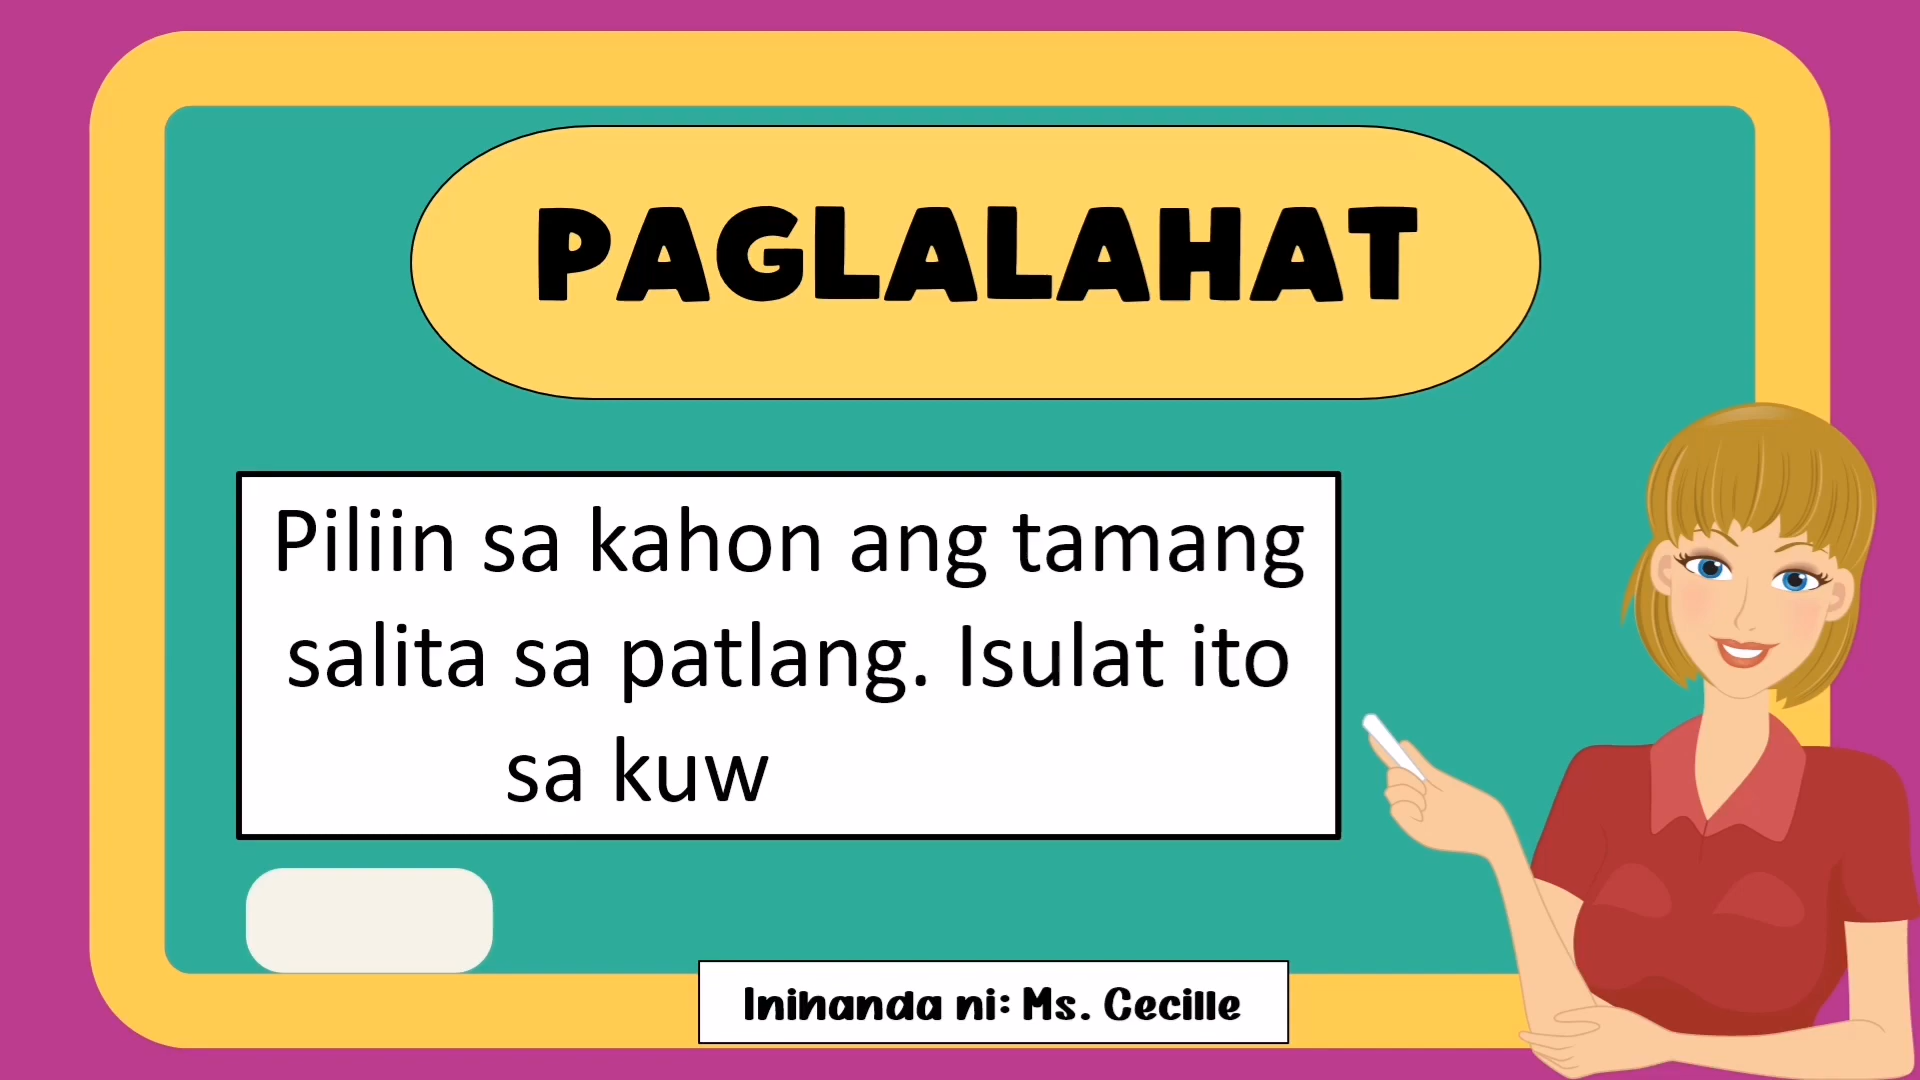 PAGLALAHAT
Piliin sa kahon ang tamang
salita sa patlang. Isulat ito
sa kuw
Inihanda ni: Ms. Cecille